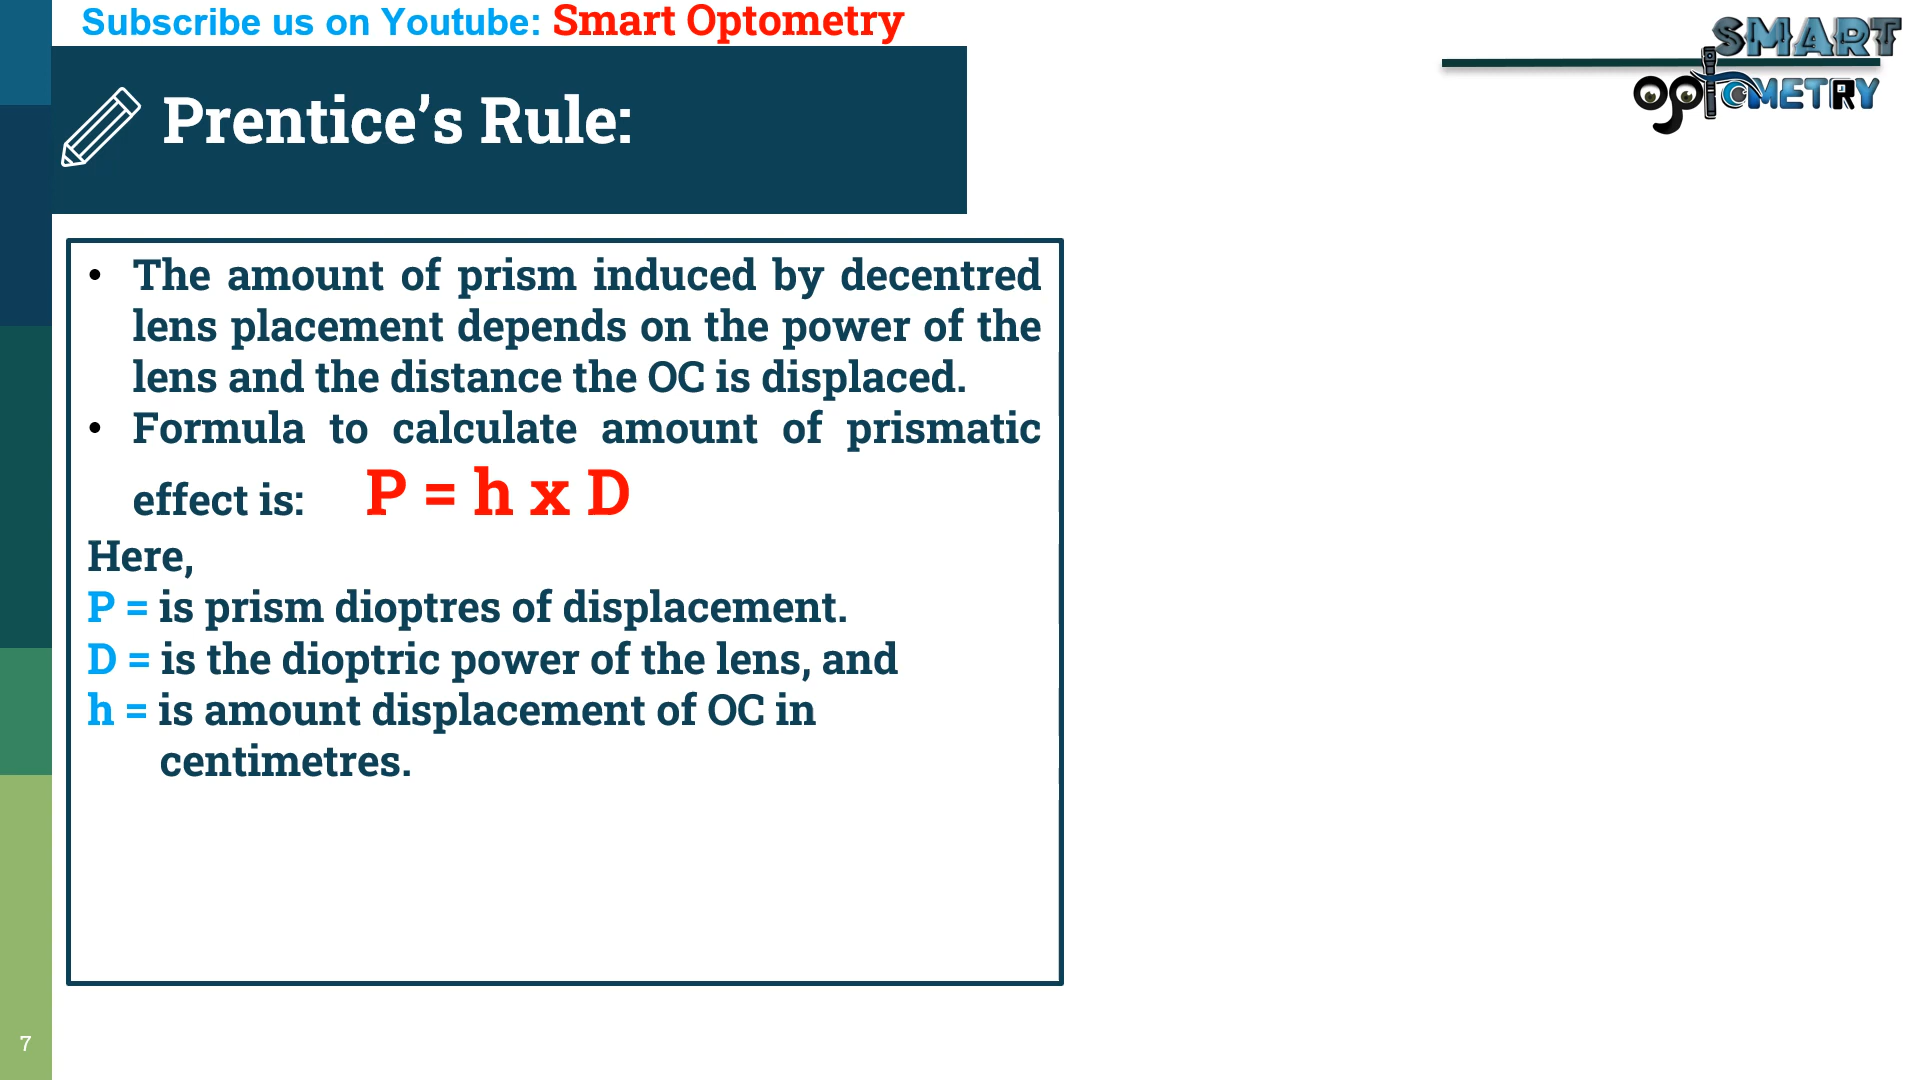 Subscribe us on Youtube: Smart Optometry
SMART
OptOMETRY
Prentice’s Rule:
• The amount of prism induced by decentred
lens placement depends on the power of the
lens and the distance the OC is displaced.
• Formula to calculate amount of prismatic
effect is: P = h x D
Here,
P = is prism dioptres of displacement.
D = is the dioptric power of the lens, and
h = is amount displacement of OC in
centimetres.
7